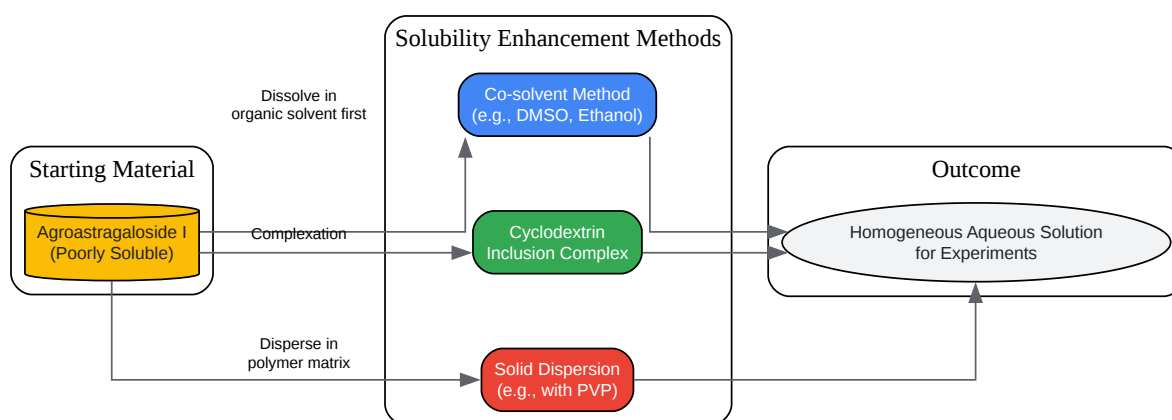 Solubility Enhancement Methods
Dissolve in
organic solvent first
Co-solvent Method
(e.g., DMSO, Ethanol)
Starting Material
Agroastragaloside I
(Poorly Soluble)
Complexation
Cyclodextrin
Inclusion Complex
Outcome
Homogeneous Aqueous Solution
for Experiments
Disperse in
polymer matrix
Solid Dispersion
(e.g., with PVP)